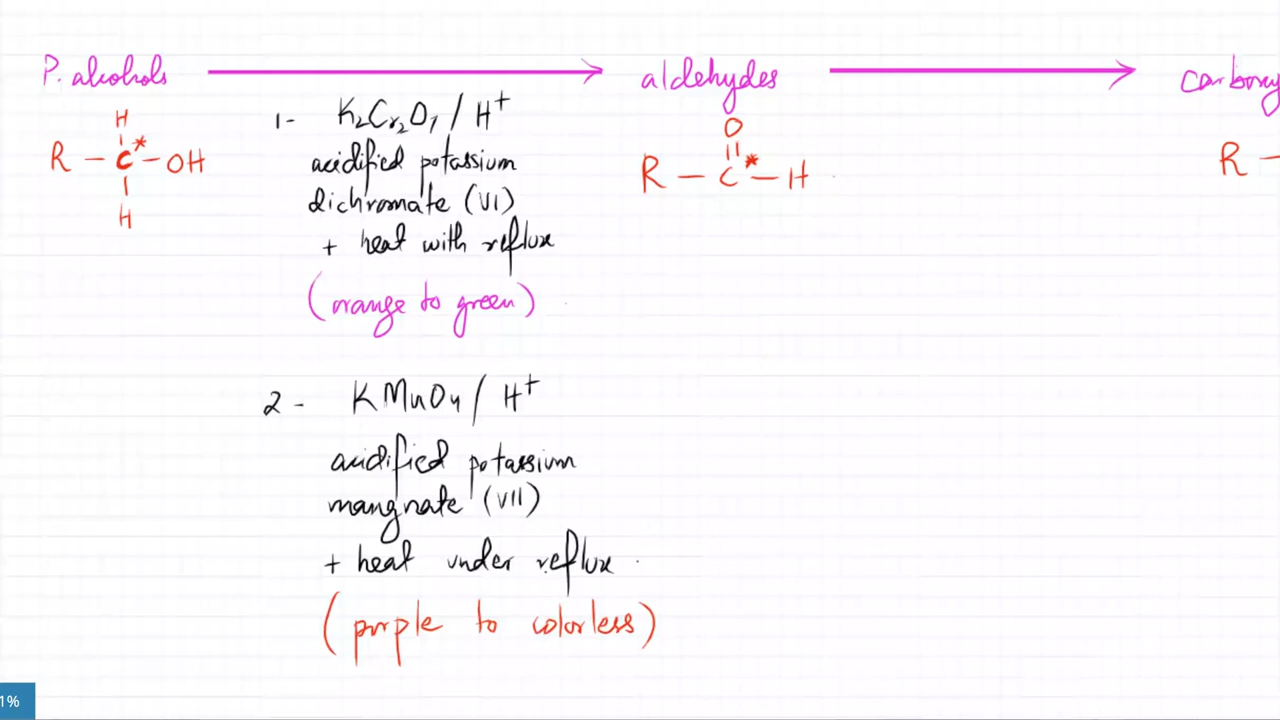 P. alcohols
aldehydes
carboxy
H
R – C* – OH
H
O
R – C* – H
R –
1- K₂Cr₂O₇ / H⁺
acidified potassium
dichromate (VI)
+ heat with reflux
(orange to green)
2- KMnO₄ / H⁺
acidified potassium
mangnate (VII)
+ heat under reflux
(purple to colorless)
1%